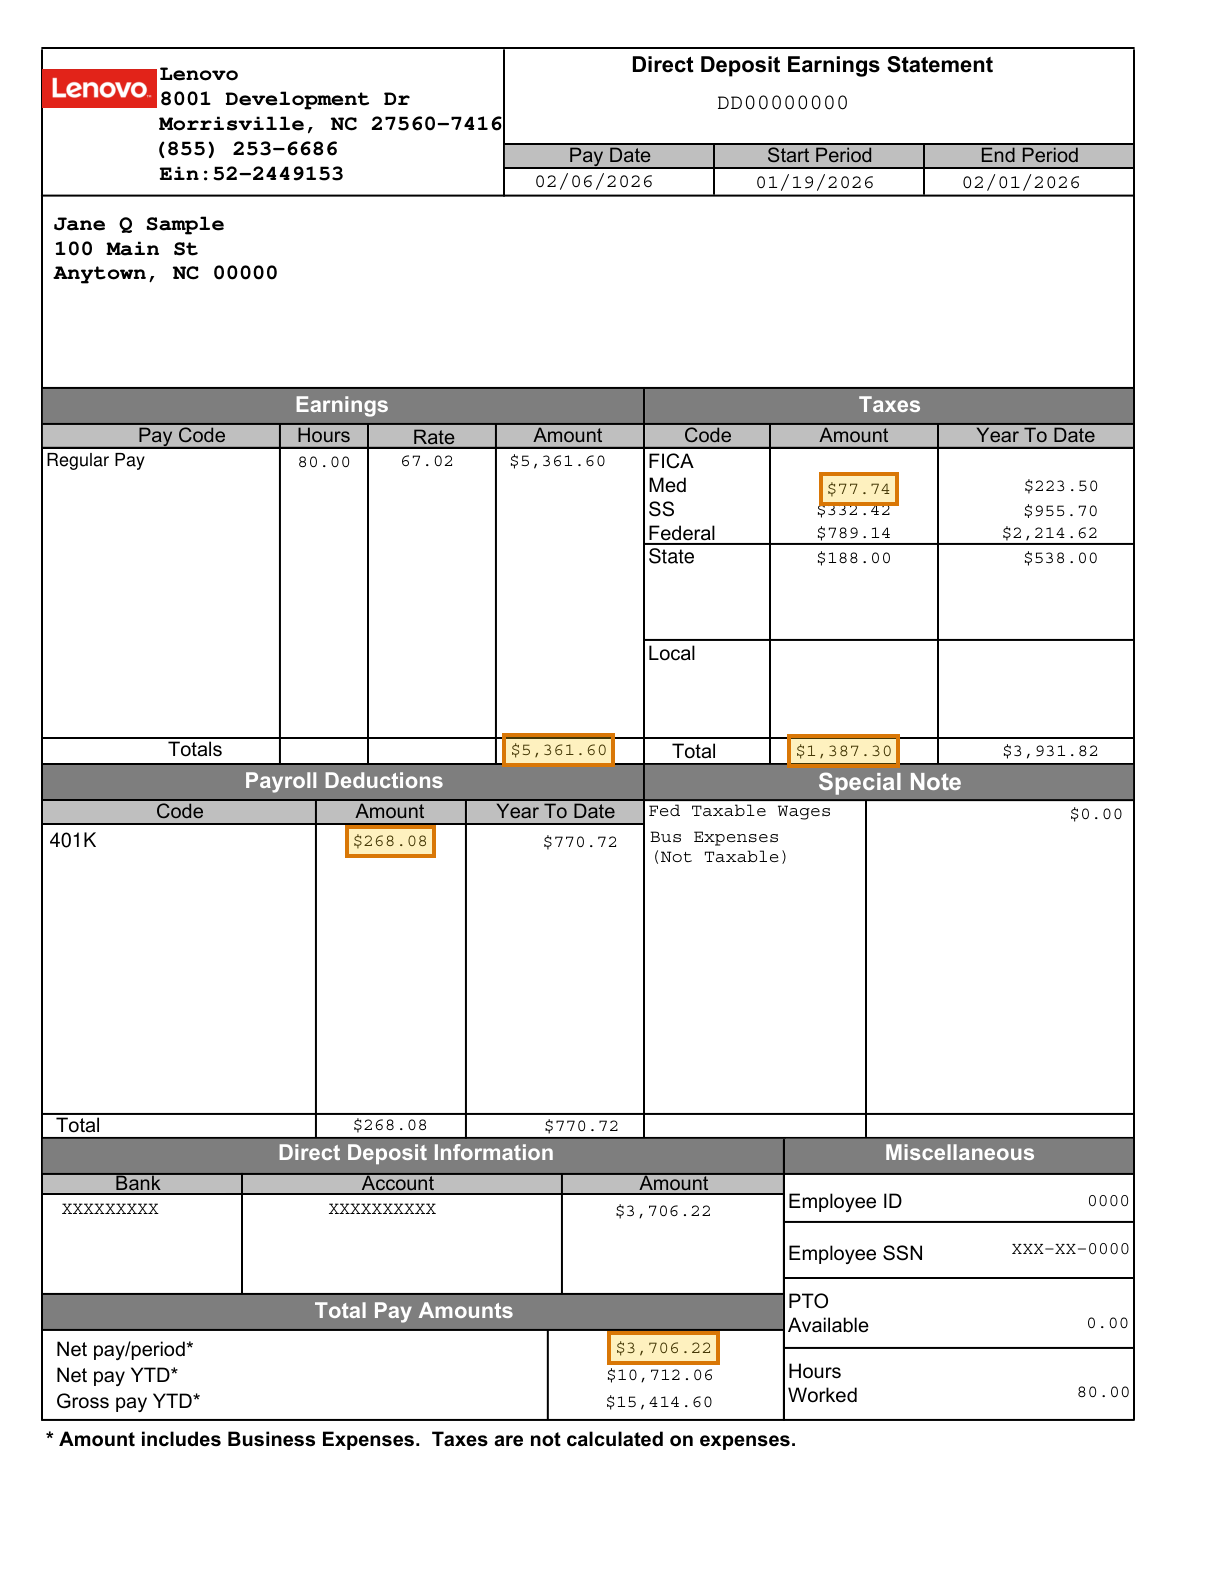 Lenovo
Lenovo
8001 Development Dr
Morrisville, NC 27560-7416
(855) 253-6686
Ein:52-2449153
Direct Deposit Earnings Statement
DD00000000
Pay Date Start Period End Period
02/06/2026 01/19/2026 02/01/2026
Jane Q Sample
100 Main St
Anytown, NC 00000
Earnings
Pay Code Hours Rate Amount
Regular Pay 80.00 67.02 $5,361.60
Totals $5,361.60
Taxes
Code Amount Year To Date
FICA
Med $77.74 $223.50
SS $332.42 $955.70
Federal $789.14 $2,214.62
State $188.00 $538.00
Local
Total $1,387.30 $3,931.82
Payroll Deductions
Code Amount Year To Date
401K $268.08 $770.72
Total $268.08 $770.72
Special Note
Fed Taxable Wages $0.00
Bus Expenses
(Not Taxable)
Direct Deposit Information
Bank Account Amount
XXXXXXXXX XXXXXXXXXX $3,706.22
Total Pay Amounts
Net pay/period* $3,706.22
Net pay YTD* $10,712.06
Gross pay YTD* $15,414.60
Miscellaneous
Employee ID 0000
Employee SSN XXX-XX-0000
PTO
Available 0.00
Hours
Worked 80.00
* Amount includes Business Expenses. Taxes are not calculated on expenses.